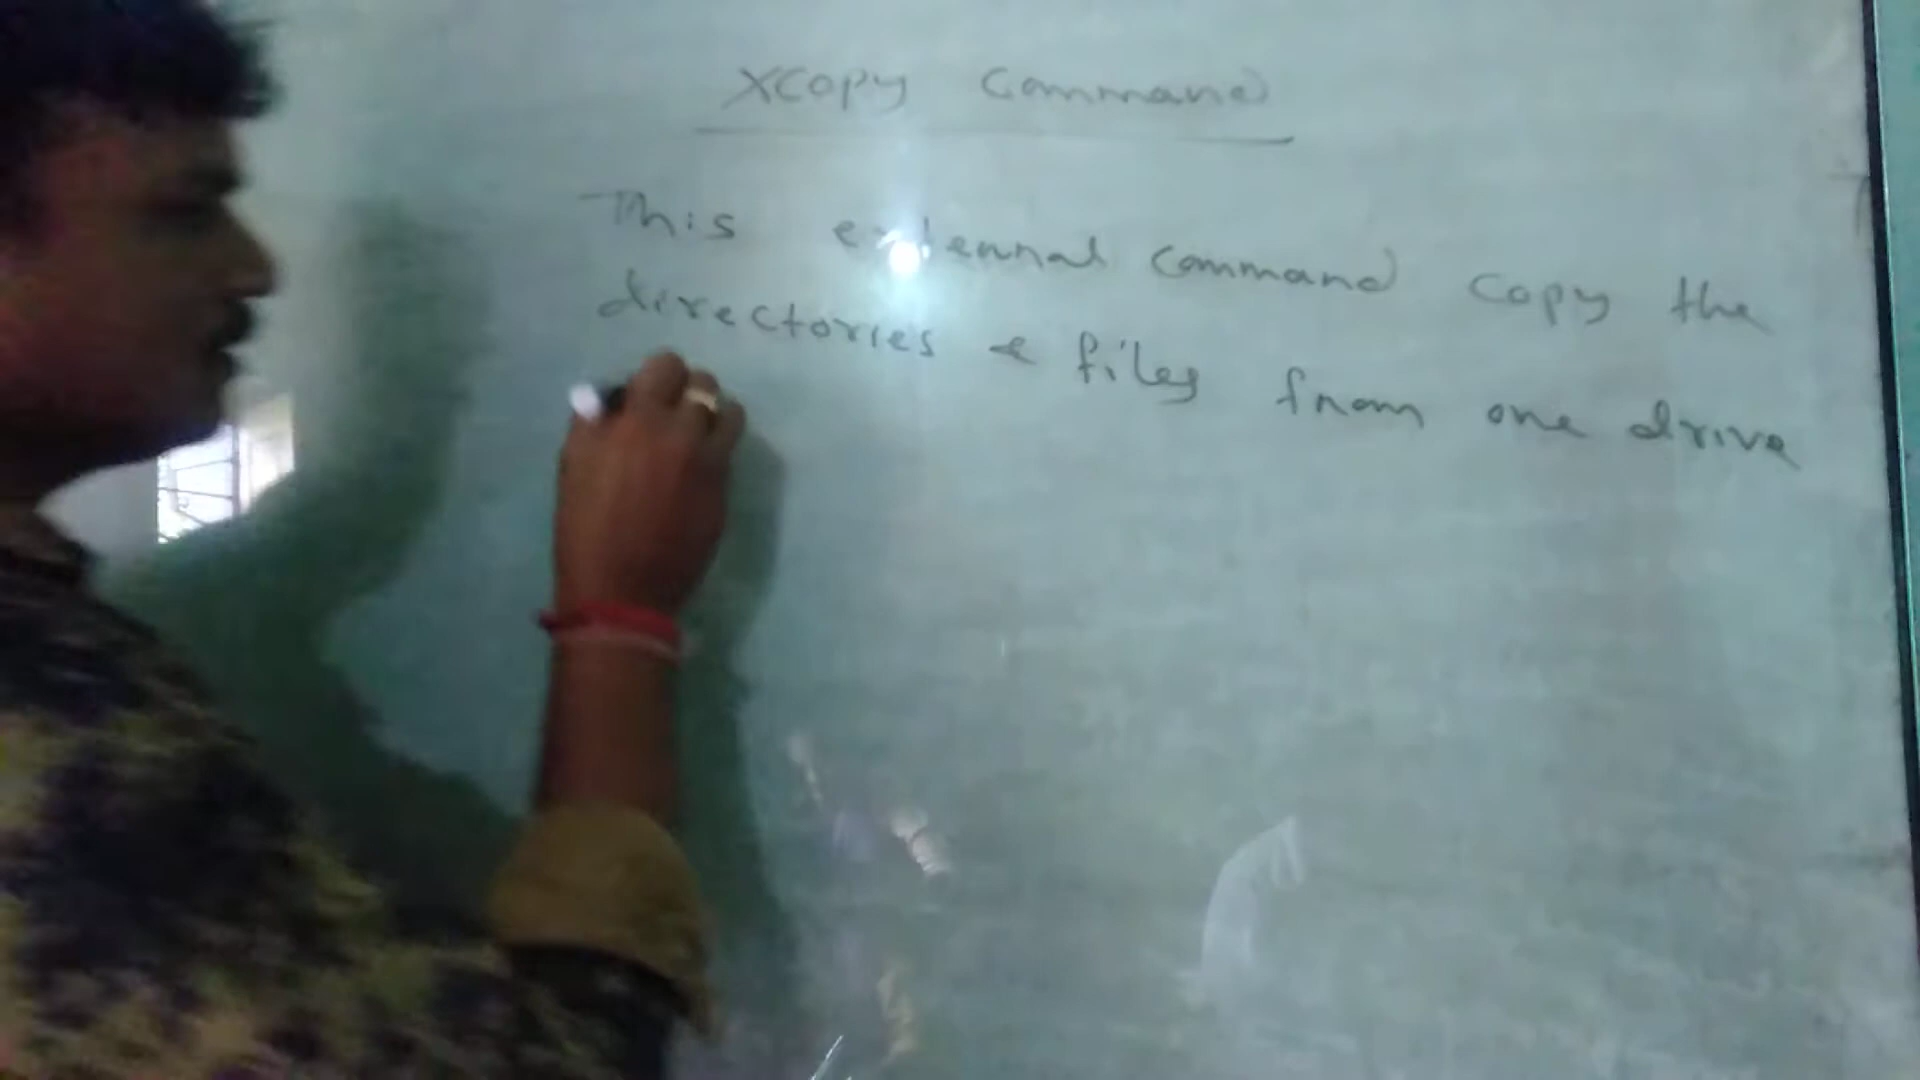 XCopy Command
This external Command Copy the
directories & files from one drive